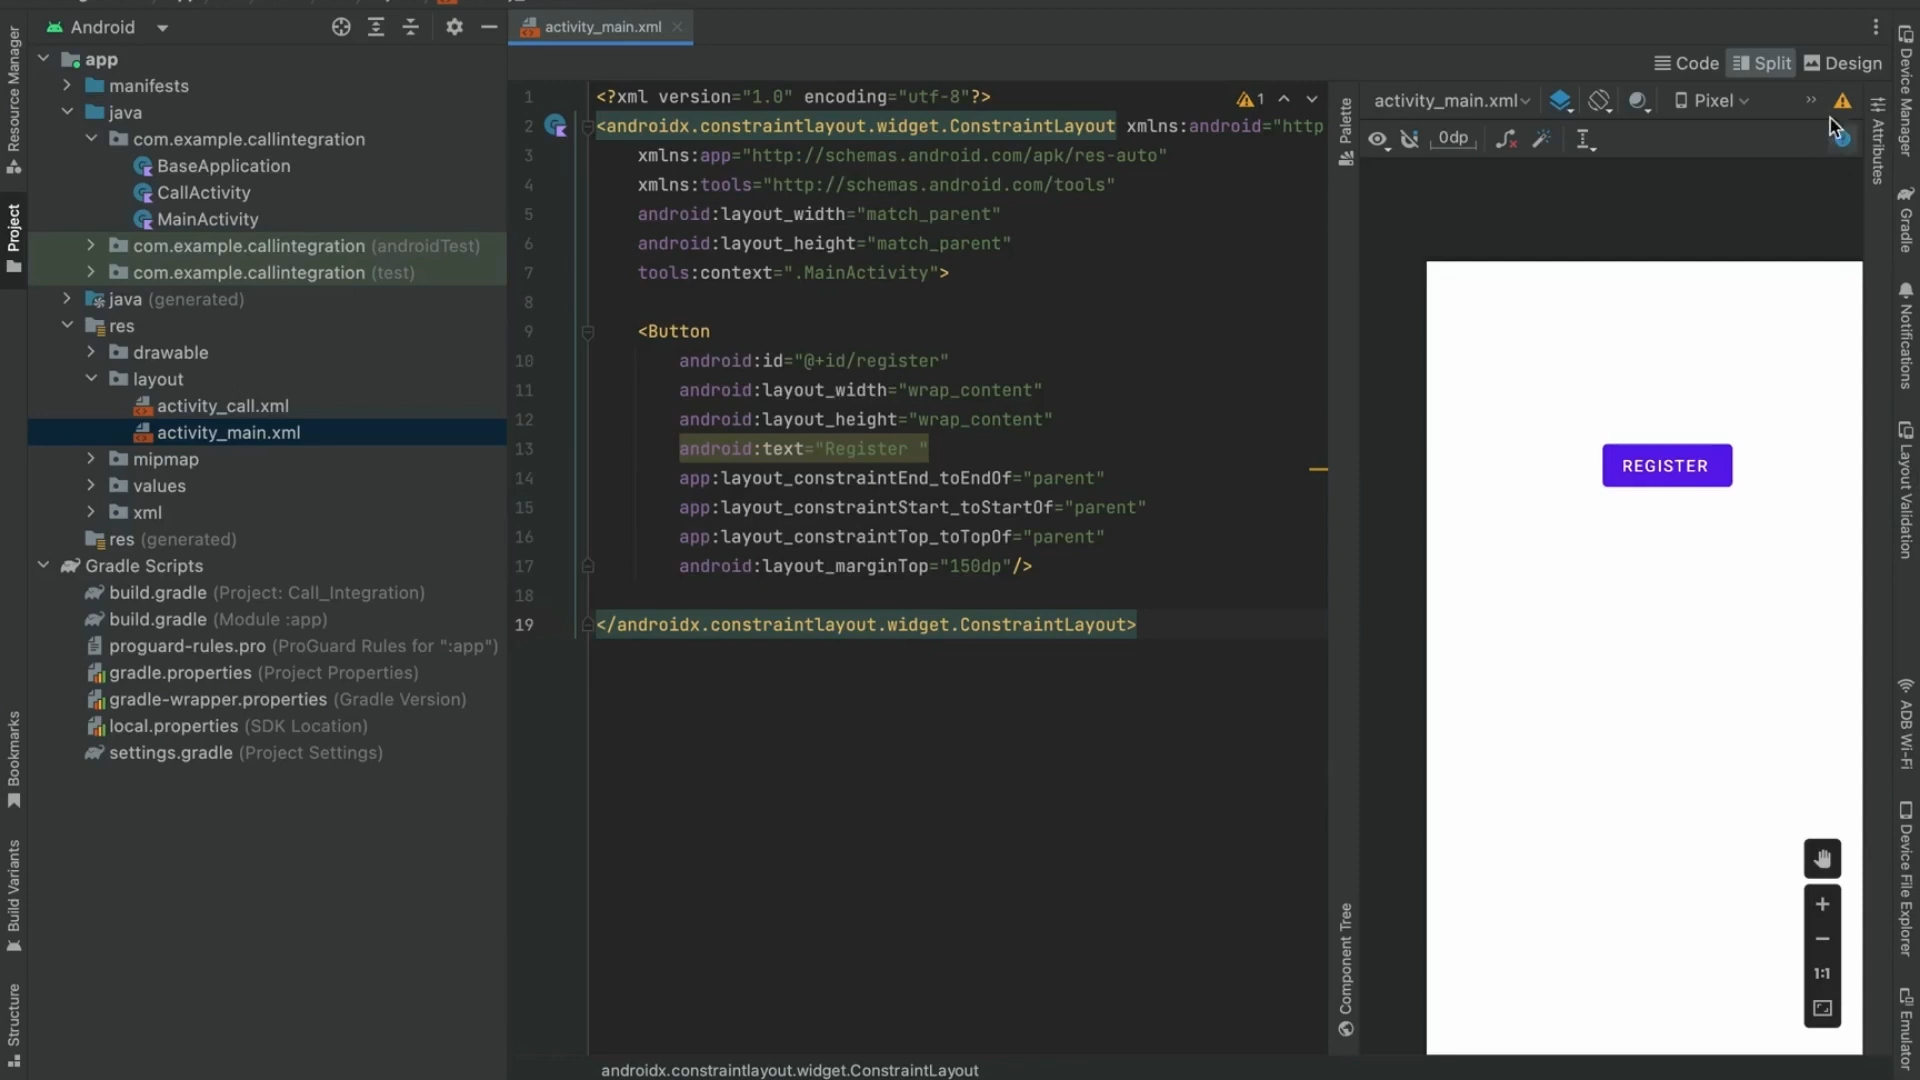 Android
activity_main.xml
Code
Split
Design
Resource Manager
Project
Bookmarks
Build Variants
Structure
app
manifests
java
com.example.callintegration
BaseApplication
CallActivity
MainActivity
com.example.callintegration (androidTest)
com.example.callintegration (test)
java (generated)
res
drawable
layout
activity_call.xml
activity_main.xml
mipmap
values
xml
res (generated)
Gradle Scripts
build.gradle (Project: Call_Integration)
build.gradle (Module :app)
proguard-rules.pro (ProGuard Rules for ":app")
gradle.properties (Project Properties)
gradle-wrapper.properties (Gradle Version)
local.properties (SDK Location)
settings.gradle (Project Settings)
1 <?xml version="1.0" encoding="utf-8"?>
1
2 <androidx.constraintlayout.widget.ConstraintLayout xmlns:android="http
3 xmlns:app="http://schemas.android.com/apk/res-auto"
4 xmlns:tools="http://schemas.android.com/tools"
5 android:layout_width="match_parent"
6 android:layout_height="match_parent"
7 tools:context=".MainActivity">
8
9 <Button
10 android:id="@+id/register"
11 android:layout_width="wrap_content"
12 android:layout_height="wrap_content"
13 android:text="Register "
14 app:layout_constraintEnd_toEndOf="parent"
15 app:layout_constraintStart_toStartOf="parent"
16 app:layout_constraintTop_toTopOf="parent"
17 android:layout_marginTop="150dp"/>
18
19 </androidx.constraintlayout.widget.ConstraintLayout>
androidx.constraintlayout.widget.ConstraintLayout
Palette
Component Tree
activity_main.xml
Pixel
0dp
REGISTER
1:1
Attributes
Device Manager
Gradle
Notifications
Layout Validation
ADB Wi-Fi
Device File Explorer
Emulator